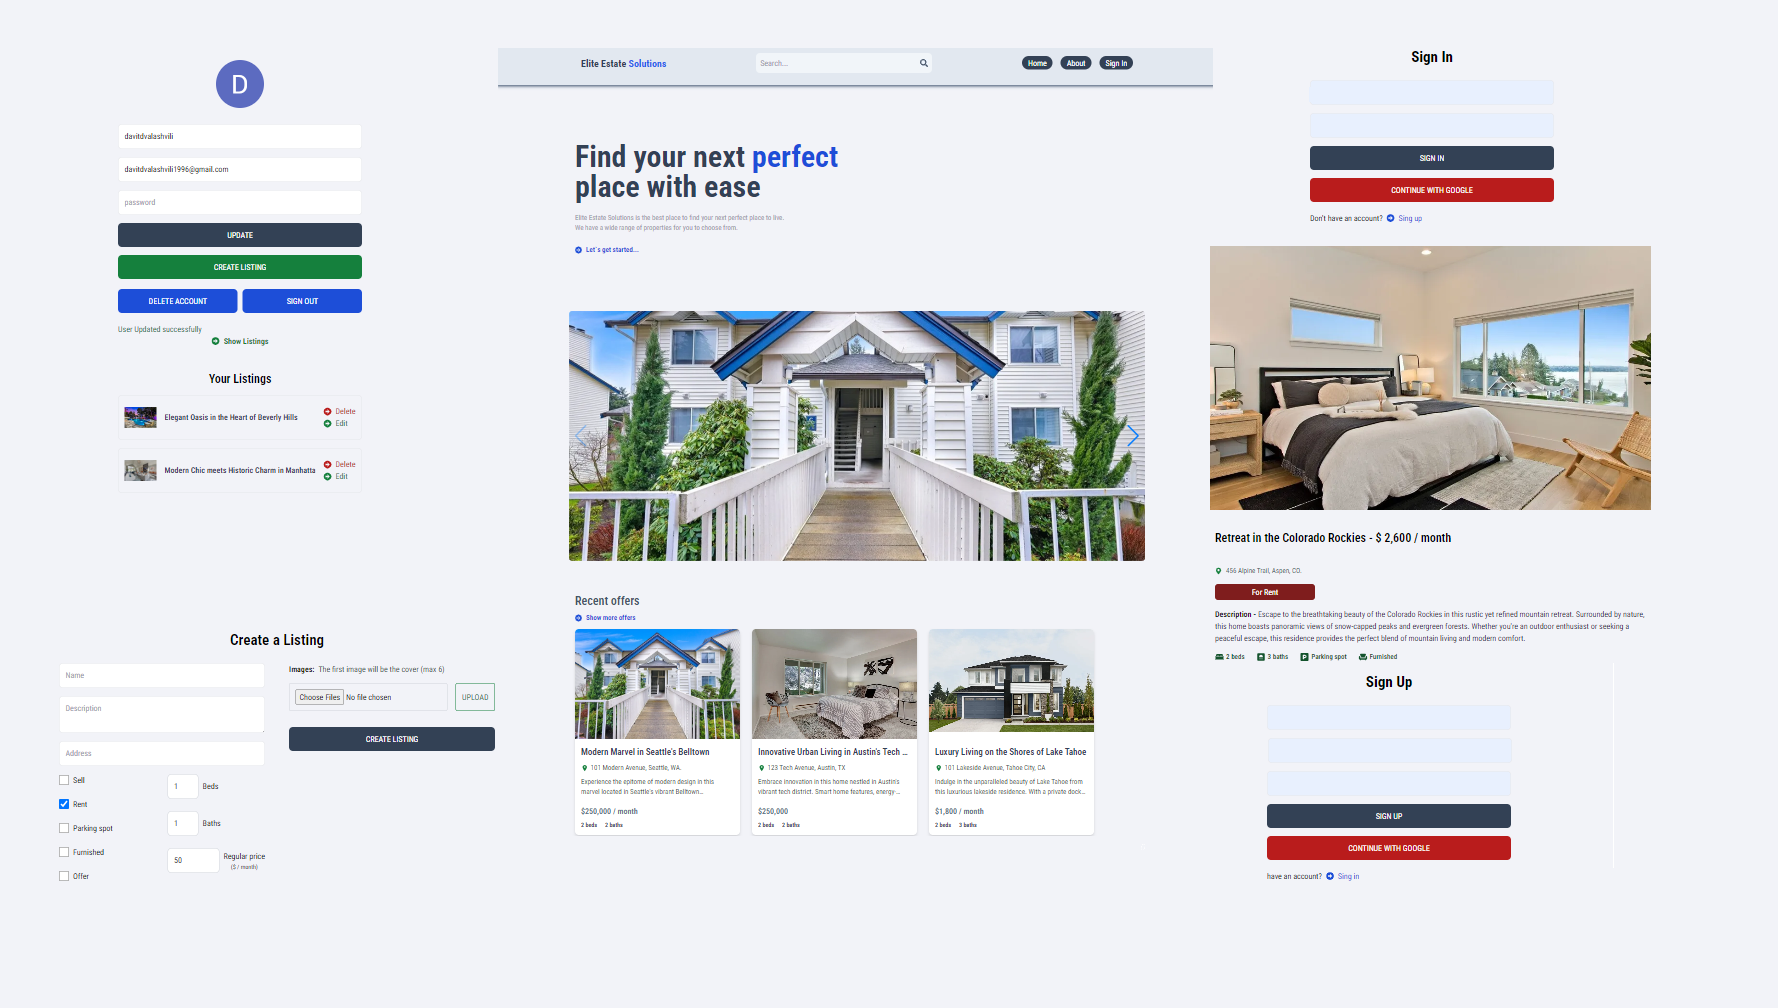 D
davitdvalashvili
davitdvalashvili1996@gmail.com
password
UPDATE
CREATE LISTING
DELETE ACCOUNT
SIGN OUT
User Updated successfully
Show Listings
Your Listings
Elegant Oasis in the Heart of Beverly Hills
Delete
Edit
Modern Chic meets Historic Charm in Manhatta
Delete
Edit
Create a Listing
Name
Description
Address
Sell
Rent
Parking spot
Furnished
Offer
1 Beds
1 Baths
50 Regular price
($ / month)
Images: The first image will be the cover (max 6)
Choose Files No file chosen
UPLOAD
CREATE LISTING
Elite Estate Solutions
Search...
Home
About
Sign In
Find your next perfect
place with ease
Elite Estate Solutions is the best place to find your next perfect place to live.
We have a wide range of properties for you to choose from.
Let's get started...
Recent offers
Show more offers
Modern Marvel in Seattle's Belltown
101 Modern Avenue, Seattle, WA.
Experience the epitome of modern design in this
marvel located in Seattle's vibrant Belltown...
$250,000 / month
2 beds 2 baths
Innovative Urban Living in Austin's Tech ...
123 Tech Avenue, Austin, TX
Embrace innovation in this home nestled in Austin's
vibrant tech district. Smart home features, energy-...
$250,000
2 beds 2 baths
Luxury Living on the Shores of Lake Tahoe
101 Lakeside Avenue, Tahoe City, CA
Indulge in the unparalleled beauty of Lake Tahoe from
this luxurious lakeside residence. With a private dock...
$1,800 / month
2 beds 3 baths
Sign In
SIGN IN
CONTINUE WITH GOOGLE
Don't have an account? Sing up
Retreat in the Colorado Rockies - $ 2,600 / month
456 Alpine Trail, Aspen, CO.
For Rent
Description - Escape to the breathtaking beauty of the Colorado Rockies in this rustic yet refined mountain retreat. Surrounded by nature,
this home boasts panoramic views of snow-capped peaks and evergreen forests. Whether you're an outdoor enthusiast or seeking a
peaceful escape, this residence provides the perfect blend of mountain living and modern comfort.
2 beds 3 baths Parking spot Furnished
Sign Up
SIGN UP
CONTINUE WITH GOOGLE
have an account? Sing in